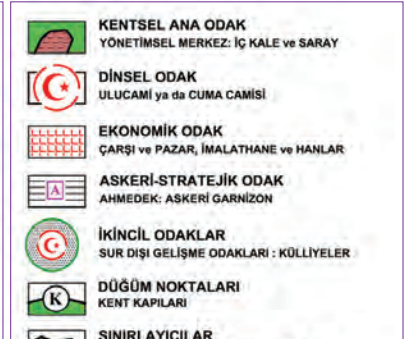 KENTSEL ANA ODAK
YÖNETİMSEL MERKEZ: İÇ KALE ve SARAY
DİNSEL ODAK
ULUCAMİ ya da CUMA CAMİSİ
EKONOMİK ODAK
ÇARŞI ve PAZAR, İMALATHANE ve HANLAR
A
ASKERİ-STRATEJİK ODAK
AHMEDEK: ASKERİ GARNİZON
İKİNCİL ODAKLAR
SUR DIŞI GELİŞME ODAKLARI : KÜLLİYELER
K
DÜĞÜM NOKTALARI
KENT KAPILARI
SINIRLAYICILAR